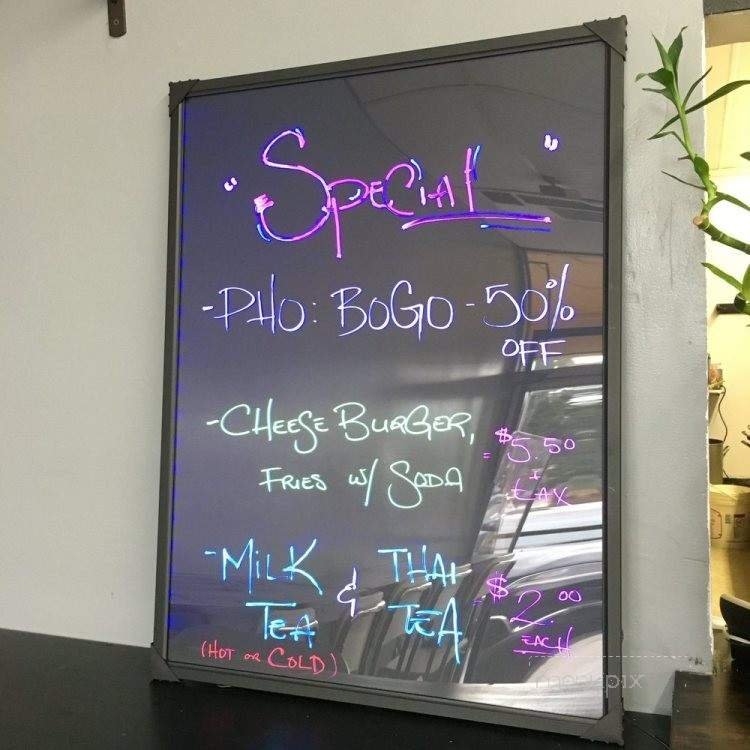 "Special"
-PHO: BOGO - 50%
OFF
-CHEESE BURGER,
FRIES w/ SODA
= $5.50
+ TAX
-MILK TEA & THAI TEA - $2.00
EACH
(HOT OR COLD)
menupix